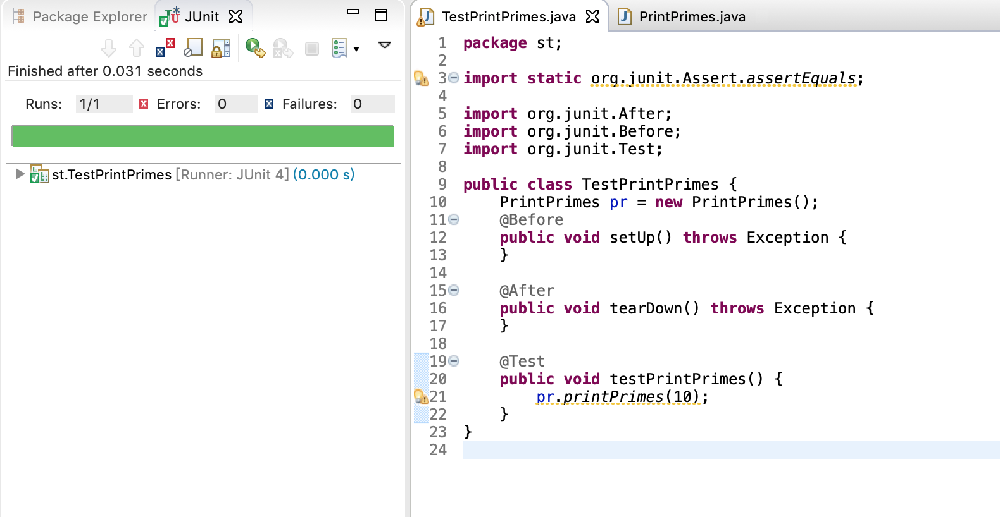 Package Explorer JUnit
Finished after 0.031 seconds
Runs: 1/1 Errors: 0 Failures: 0
st.TestPrintPrimes [Runner: JUnit 4] (0.000 s)
TestPrintPrimes.java PrintPrimes.java
1 package st;
2
3 import static org.junit.Assert.assertEquals;
4
5 import org.junit.After;
6 import org.junit.Before;
7 import org.junit.Test;
8
9 public class TestPrintPrimes {
10 PrintPrimes pr = new PrintPrimes();
11 @Before
12 public void setUp() throws Exception {
13 }
14
15 @After
16 public void tearDown() throws Exception {
17 }
18
19 @Test
20 public void testPrintPrimes() {
21 pr.printPrimes(10);
22 }
23 }
24